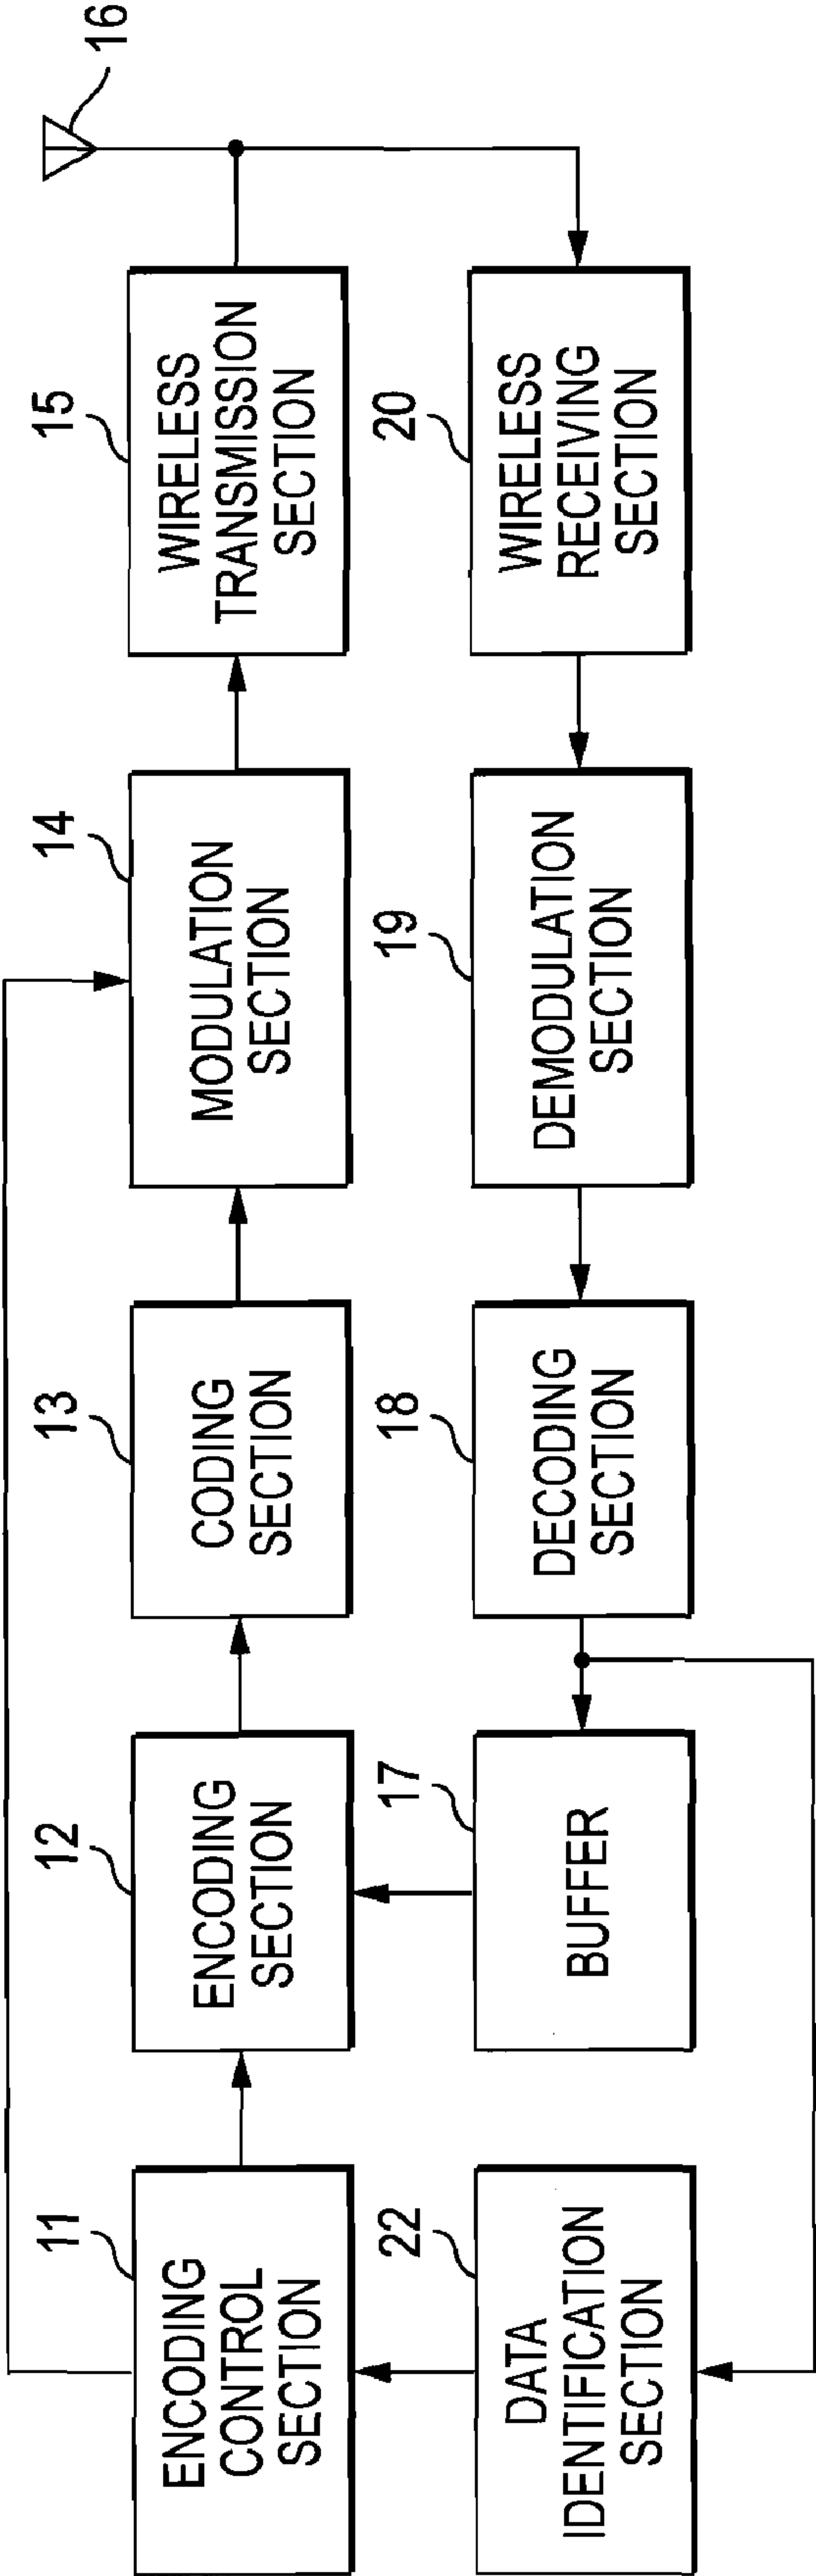 16
15
WIRELESS
TRANSMISSION
SECTION
20
WIRELESS
RECEIVING
SECTION
14
MODULATION
SECTION
19
DEMODULATION
SECTION
13
CODING
SECTION
18
DECODING
SECTION
12
ENCODING
SECTION
17
BUFFER
11
ENCODING
CONTROL
SECTION
22
DATA
IDENTIFICATION
SECTION